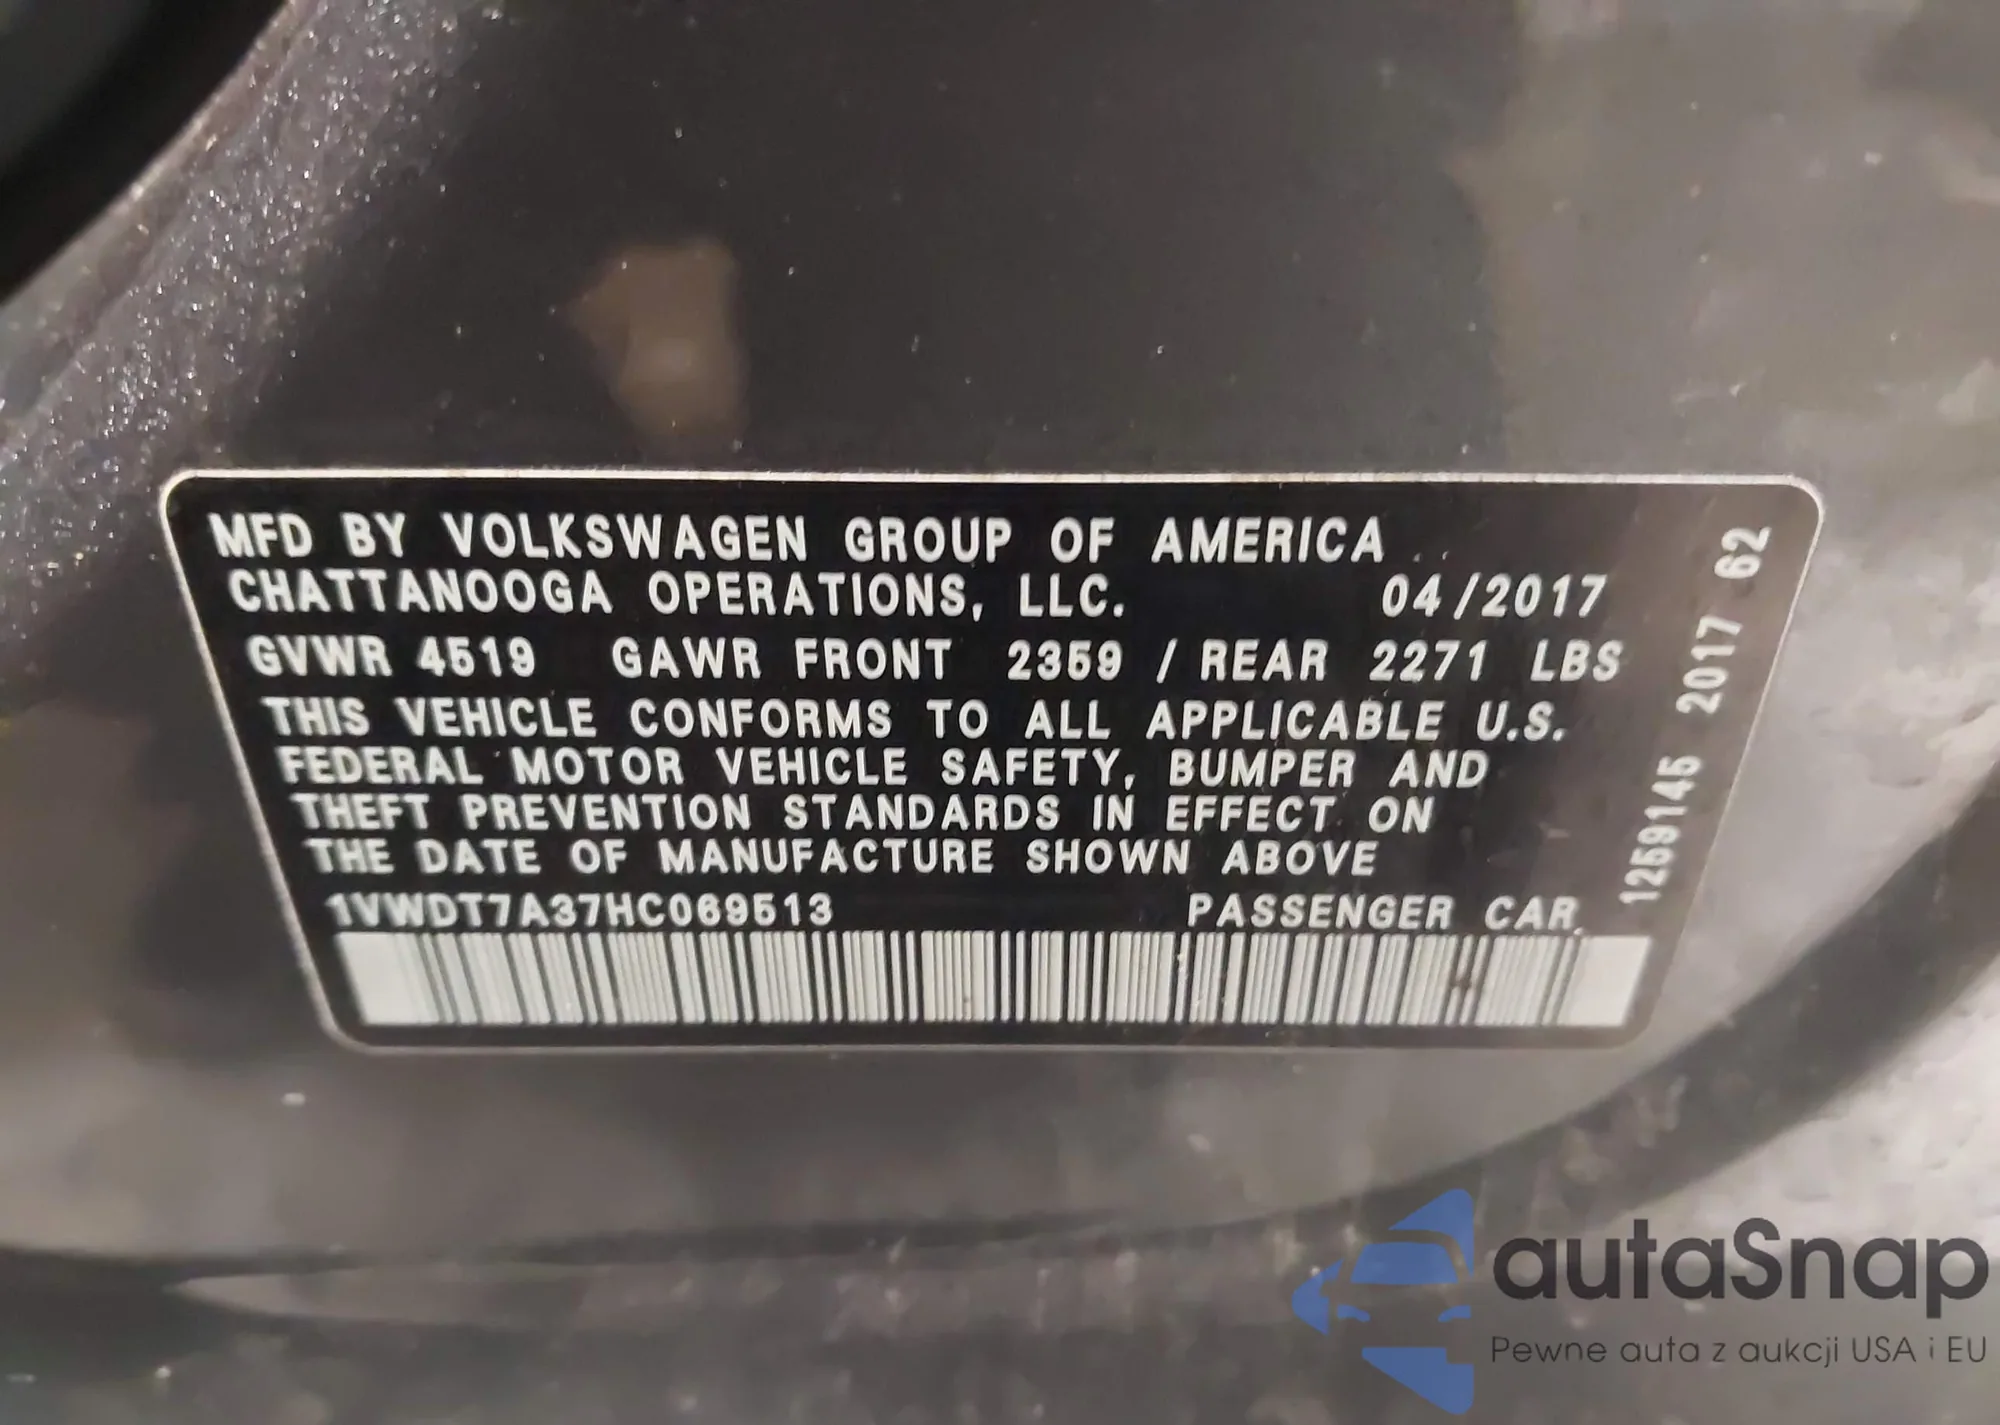 MFD BY VOLKSWAGEN GROUP OF AMERICA
CHATTANOOGA OPERATIONS, LLC. 04/2017
GVWR 4519 GAWR FRONT 2359 / REAR 2271 LBS
THIS VEHICLE CONFORMS TO ALL APPLICABLE U.S.
FEDERAL MOTOR VEHICLE SAFETY, BUMPER AND
THEFT PREVENTION STANDARDS IN EFFECT ON
THE DATE OF MANUFACTURE SHOWN ABOVE
1VWDT7A37HC069513 PASSENGER CAR
1259145 2017 62
autaSnap
Pewne auta z aukcji USA i EU